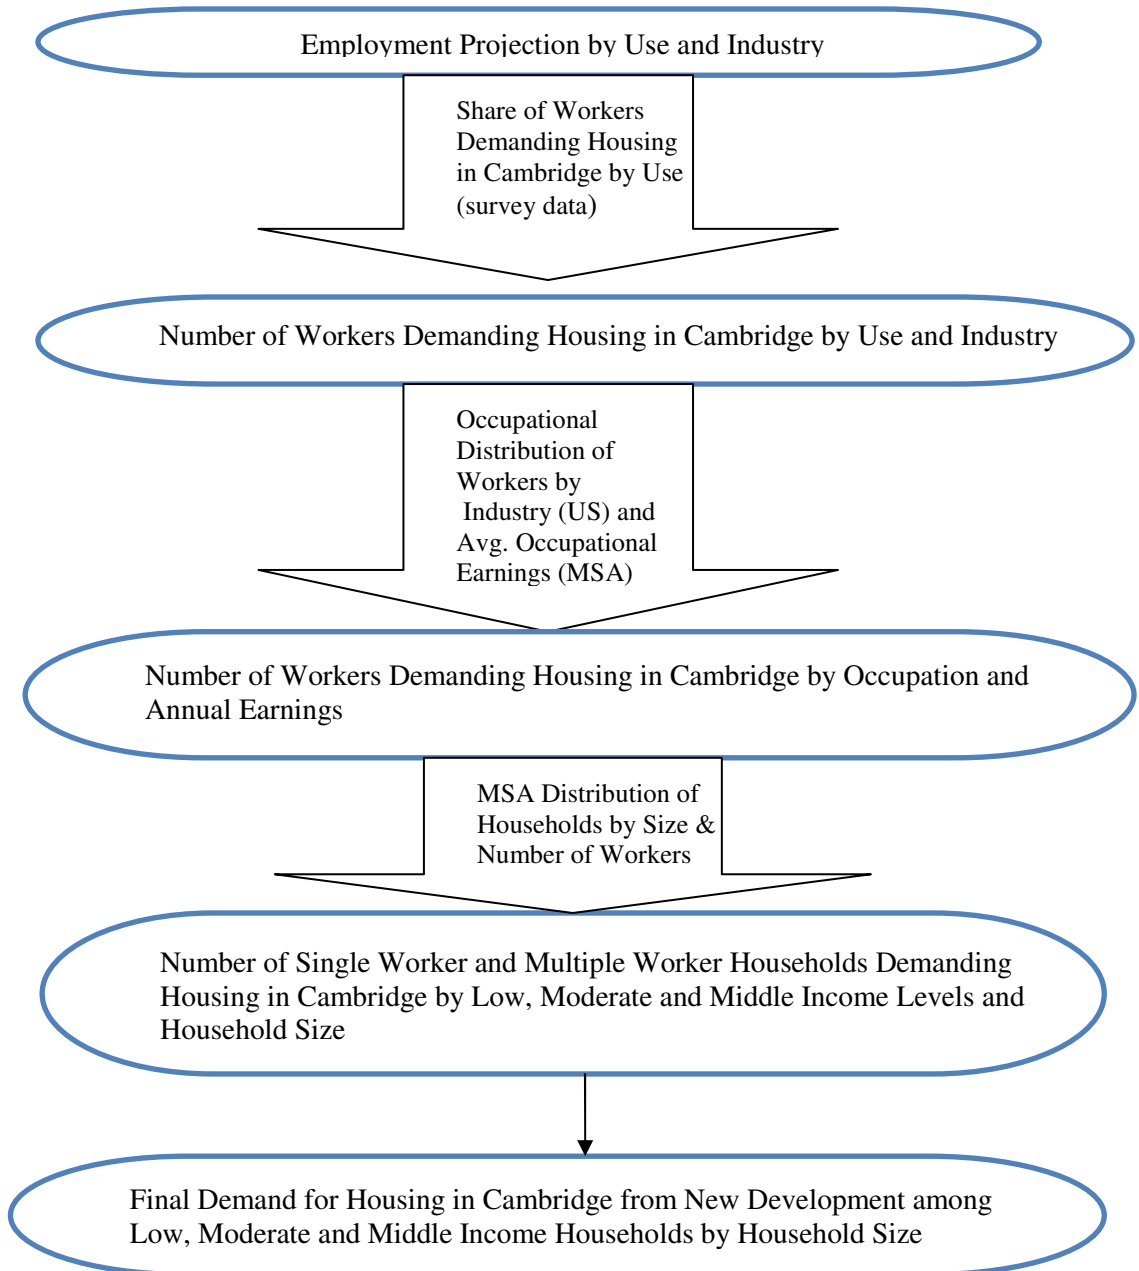 Employment Projection by Use and Industry
Share of Workers
Demanding Housing
in Cambridge by Use
(survey data)
Number of Workers Demanding Housing in Cambridge by Use and Industry
Occupational
Distribution of
Workers by
Industry (US) and
Avg. Occupational
Earnings (MSA)
Number of Workers Demanding Housing in Cambridge by Occupation and
Annual Earnings
MSA Distribution of
Households by Size &
Number of Workers
Number of Single Worker and Multiple Worker Households Demanding
Housing in Cambridge by Low, Moderate and Middle Income Levels and
Household Size
Final Demand for Housing in Cambridge from New Development among
Low, Moderate and Middle Income Households by Household Size